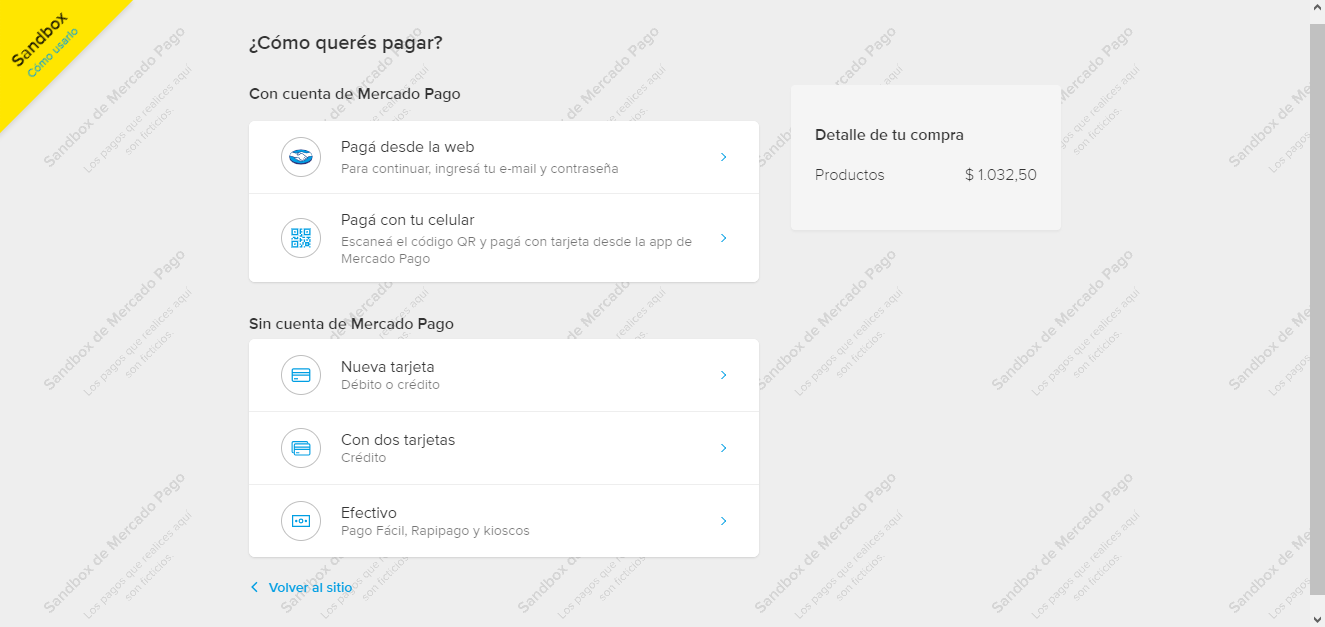 Sandbox
Cómo usarlo
¿Cómo querés pagar?
Con cuenta de Mercado Pago
Pagá desde la web
Para continuar, ingresá tu e-mail y contraseña
Pagá con tu celular
Escaneá el código QR y pagá con tarjeta desde la app de
Mercado Pago
Sin cuenta de Mercado Pago
Nueva tarjeta
Débito o crédito
Con dos tarjetas
Crédito
Efectivo
Pago Fácil, Rapipago y kioscos
Volver al sitio
Detalle de tu compra
Productos $ 1.032,50
Sandbox de Mercado Pago
Los pagos que realices aquí
son ficticios.